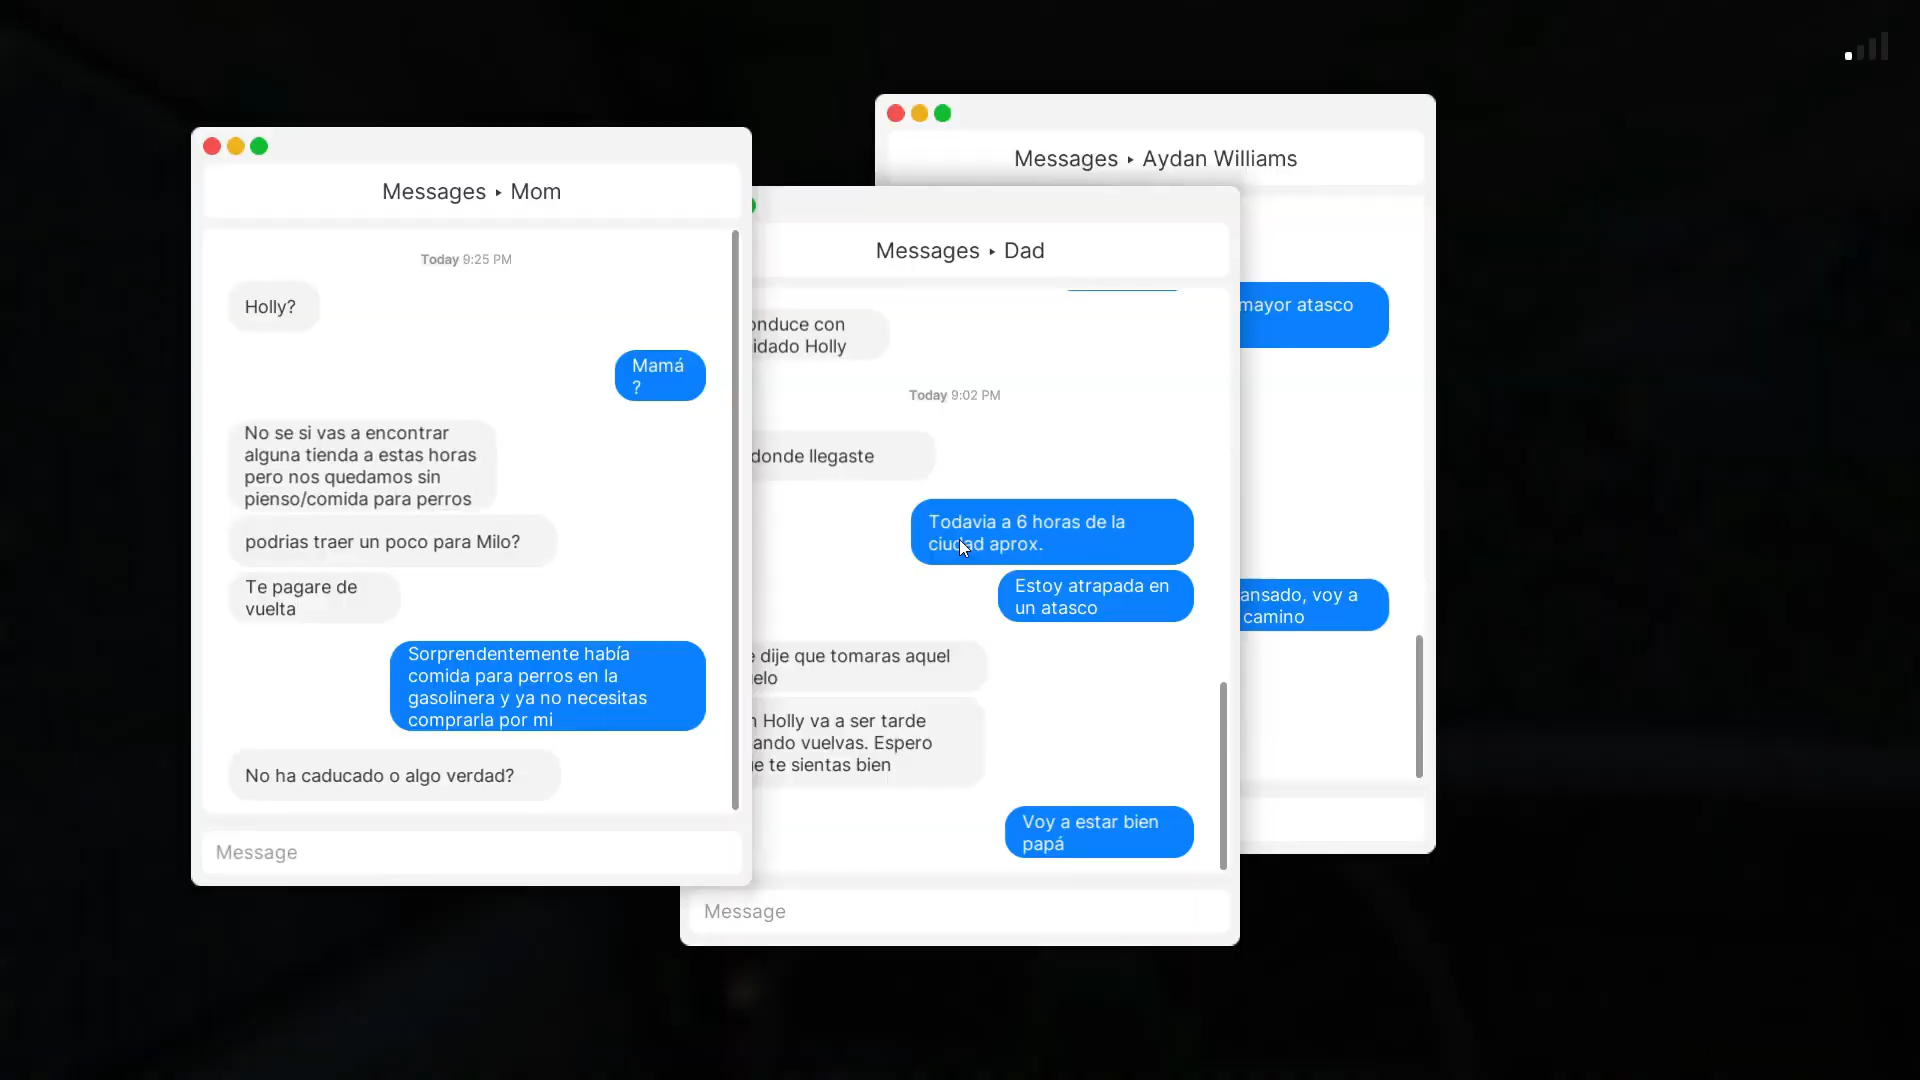 Messages ▸ Mom
Today 9:25 PM
Holly?
Mamá
?
No se si vas a encontrar
alguna tienda a estas horas
pero nos quedamos sin
pienso/comida para perros
podrias traer un poco para Milo?
Te pagare de
vuelta
Sorprendentemente había
comida para perros en la
gasolinera y ya no necesitas
comprarla por mi
No ha caducado o algo verdad?
Message
Messages ▸ Dad
onduce con
idado Holly
Today 9:02 PM
donde llegaste
Todavia a 6 horas de la
ciudad aprox.
Estoy atrapada en
un atasco
e dije que tomaras aquel
elo
n Holly va a ser tarde
ando vuelvas. Espero
ue te sientas bien
Voy a estar bien
papá
Message
Messages ▸ Aydan Williams
mayor atasco
ansado, voy a
camino